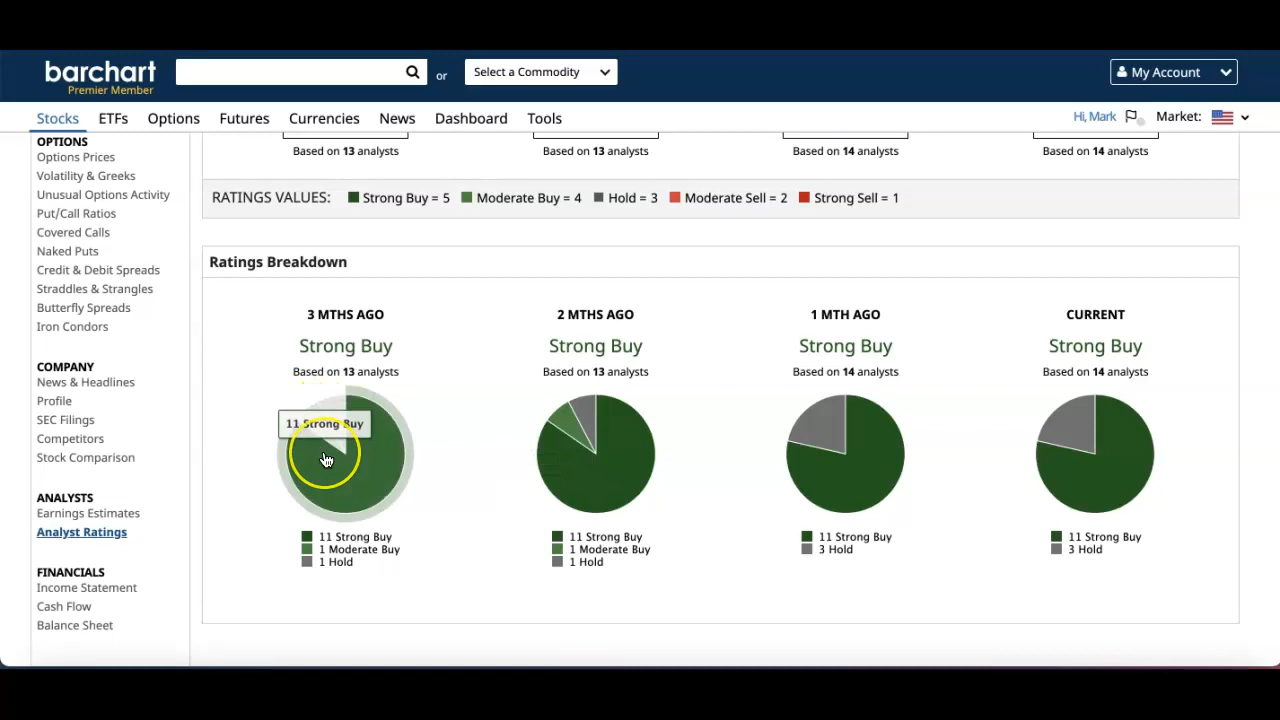 barchart
Premier Member
or
Select a Commodity
My Account
Stocks ETFs Options Futures Currencies News Dashboard Tools
Hi, Mark
Market:
OPTIONS
Options Prices
Volatility & Greeks
Unusual Options Activity
Put/Call Ratios
Covered Calls
Naked Puts
Credit & Debit Spreads
Straddles & Strangles
Butterfly Spreads
Iron Condors
COMPANY
News & Headlines
Profile
SEC Filings
Competitors
Stock Comparison
ANALYSTS
Earnings Estimates
Analyst Ratings
FINANCIALS
Income Statement
Cash Flow
Balance Sheet
Based on 13 analysts
Based on 13 analysts
Based on 14 analysts
Based on 14 analysts
RATINGS VALUES: Strong Buy = 5 Moderate Buy = 4 Hold = 3 Moderate Sell = 2 Strong Sell = 1
Ratings Breakdown
3 MTHS AGO
Strong Buy
Based on 13 analysts
11 Strong Buy
11 Strong Buy
1 Moderate Buy
1 Hold
2 MTHS AGO
Strong Buy
Based on 13 analysts
11 Strong Buy
1 Moderate Buy
1 Hold
1 MTH AGO
Strong Buy
Based on 14 analysts
11 Strong Buy
3 Hold
CURRENT
Strong Buy
Based on 14 analysts
11 Strong Buy
3 Hold